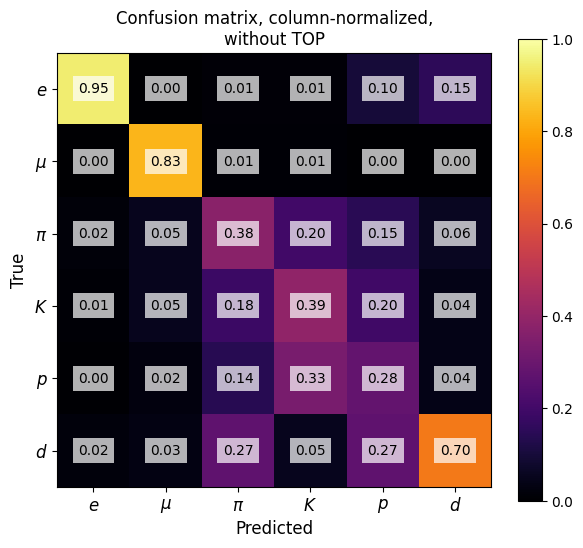 Confusion matrix, column-normalized,
without TOP
e 0.95 0.00 0.01 0.01 0.10 0.15
μ 0.00 0.83 0.01 0.01 0.00 0.00
π 0.02 0.05 0.38 0.20 0.15 0.06
K 0.01 0.05 0.18 0.39 0.20 0.04
p 0.00 0.02 0.14 0.33 0.28 0.04
d 0.02 0.03 0.27 0.05 0.27 0.70
e μ π K p d
Predicted
True
1.0
0.8
0.6
0.4
0.2
0.0